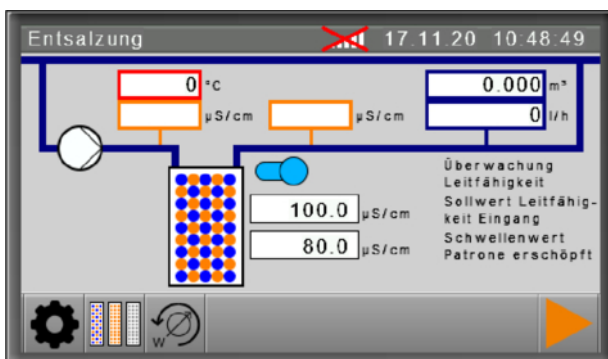 Entsalzung 17.11.20 10:48:49
0 °C 0.000 m³
µS/cm µS/cm 0 l/h
Überwachung
Leitfähigkeit
100.0 µS/cm Sollwert Leitfähig-
keit Eingang
80.0 µS/cm Schwellenwert
Patrone erschöpft
W